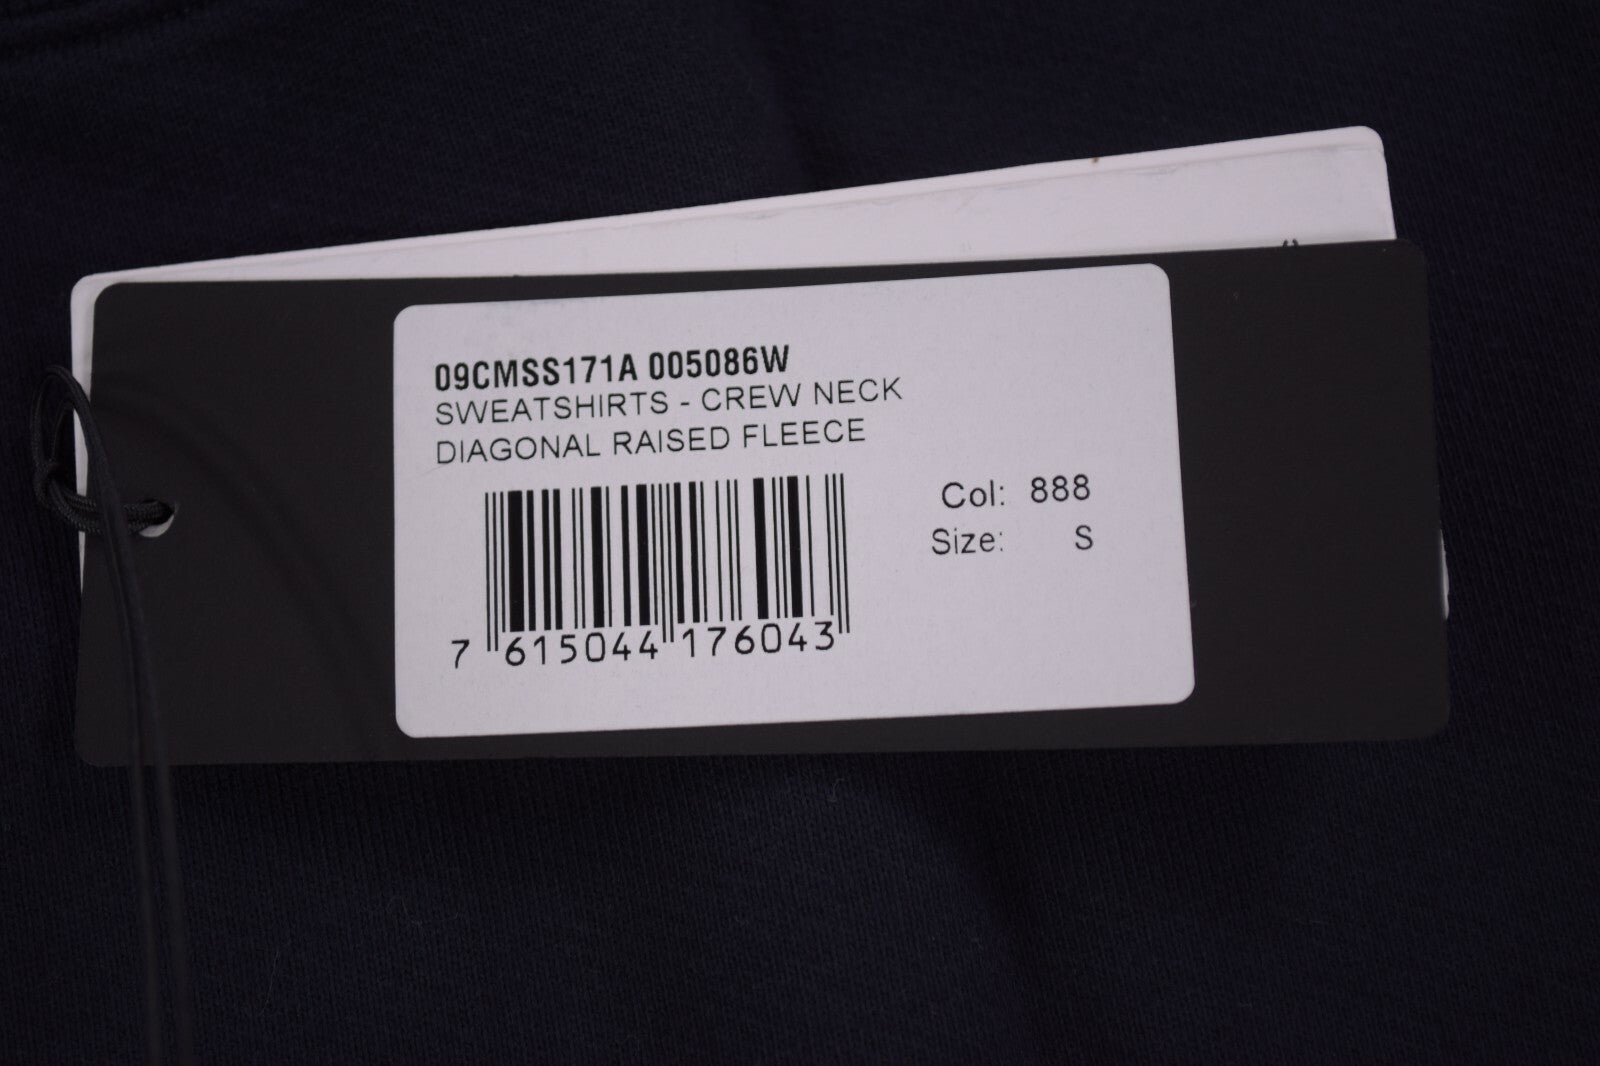 09CMSS171A 005086W
SWEATSHIRTS - CREW NECK
DIAGONAL RAISED FLEECE
Col: 888
Size: S
7 615044 176043